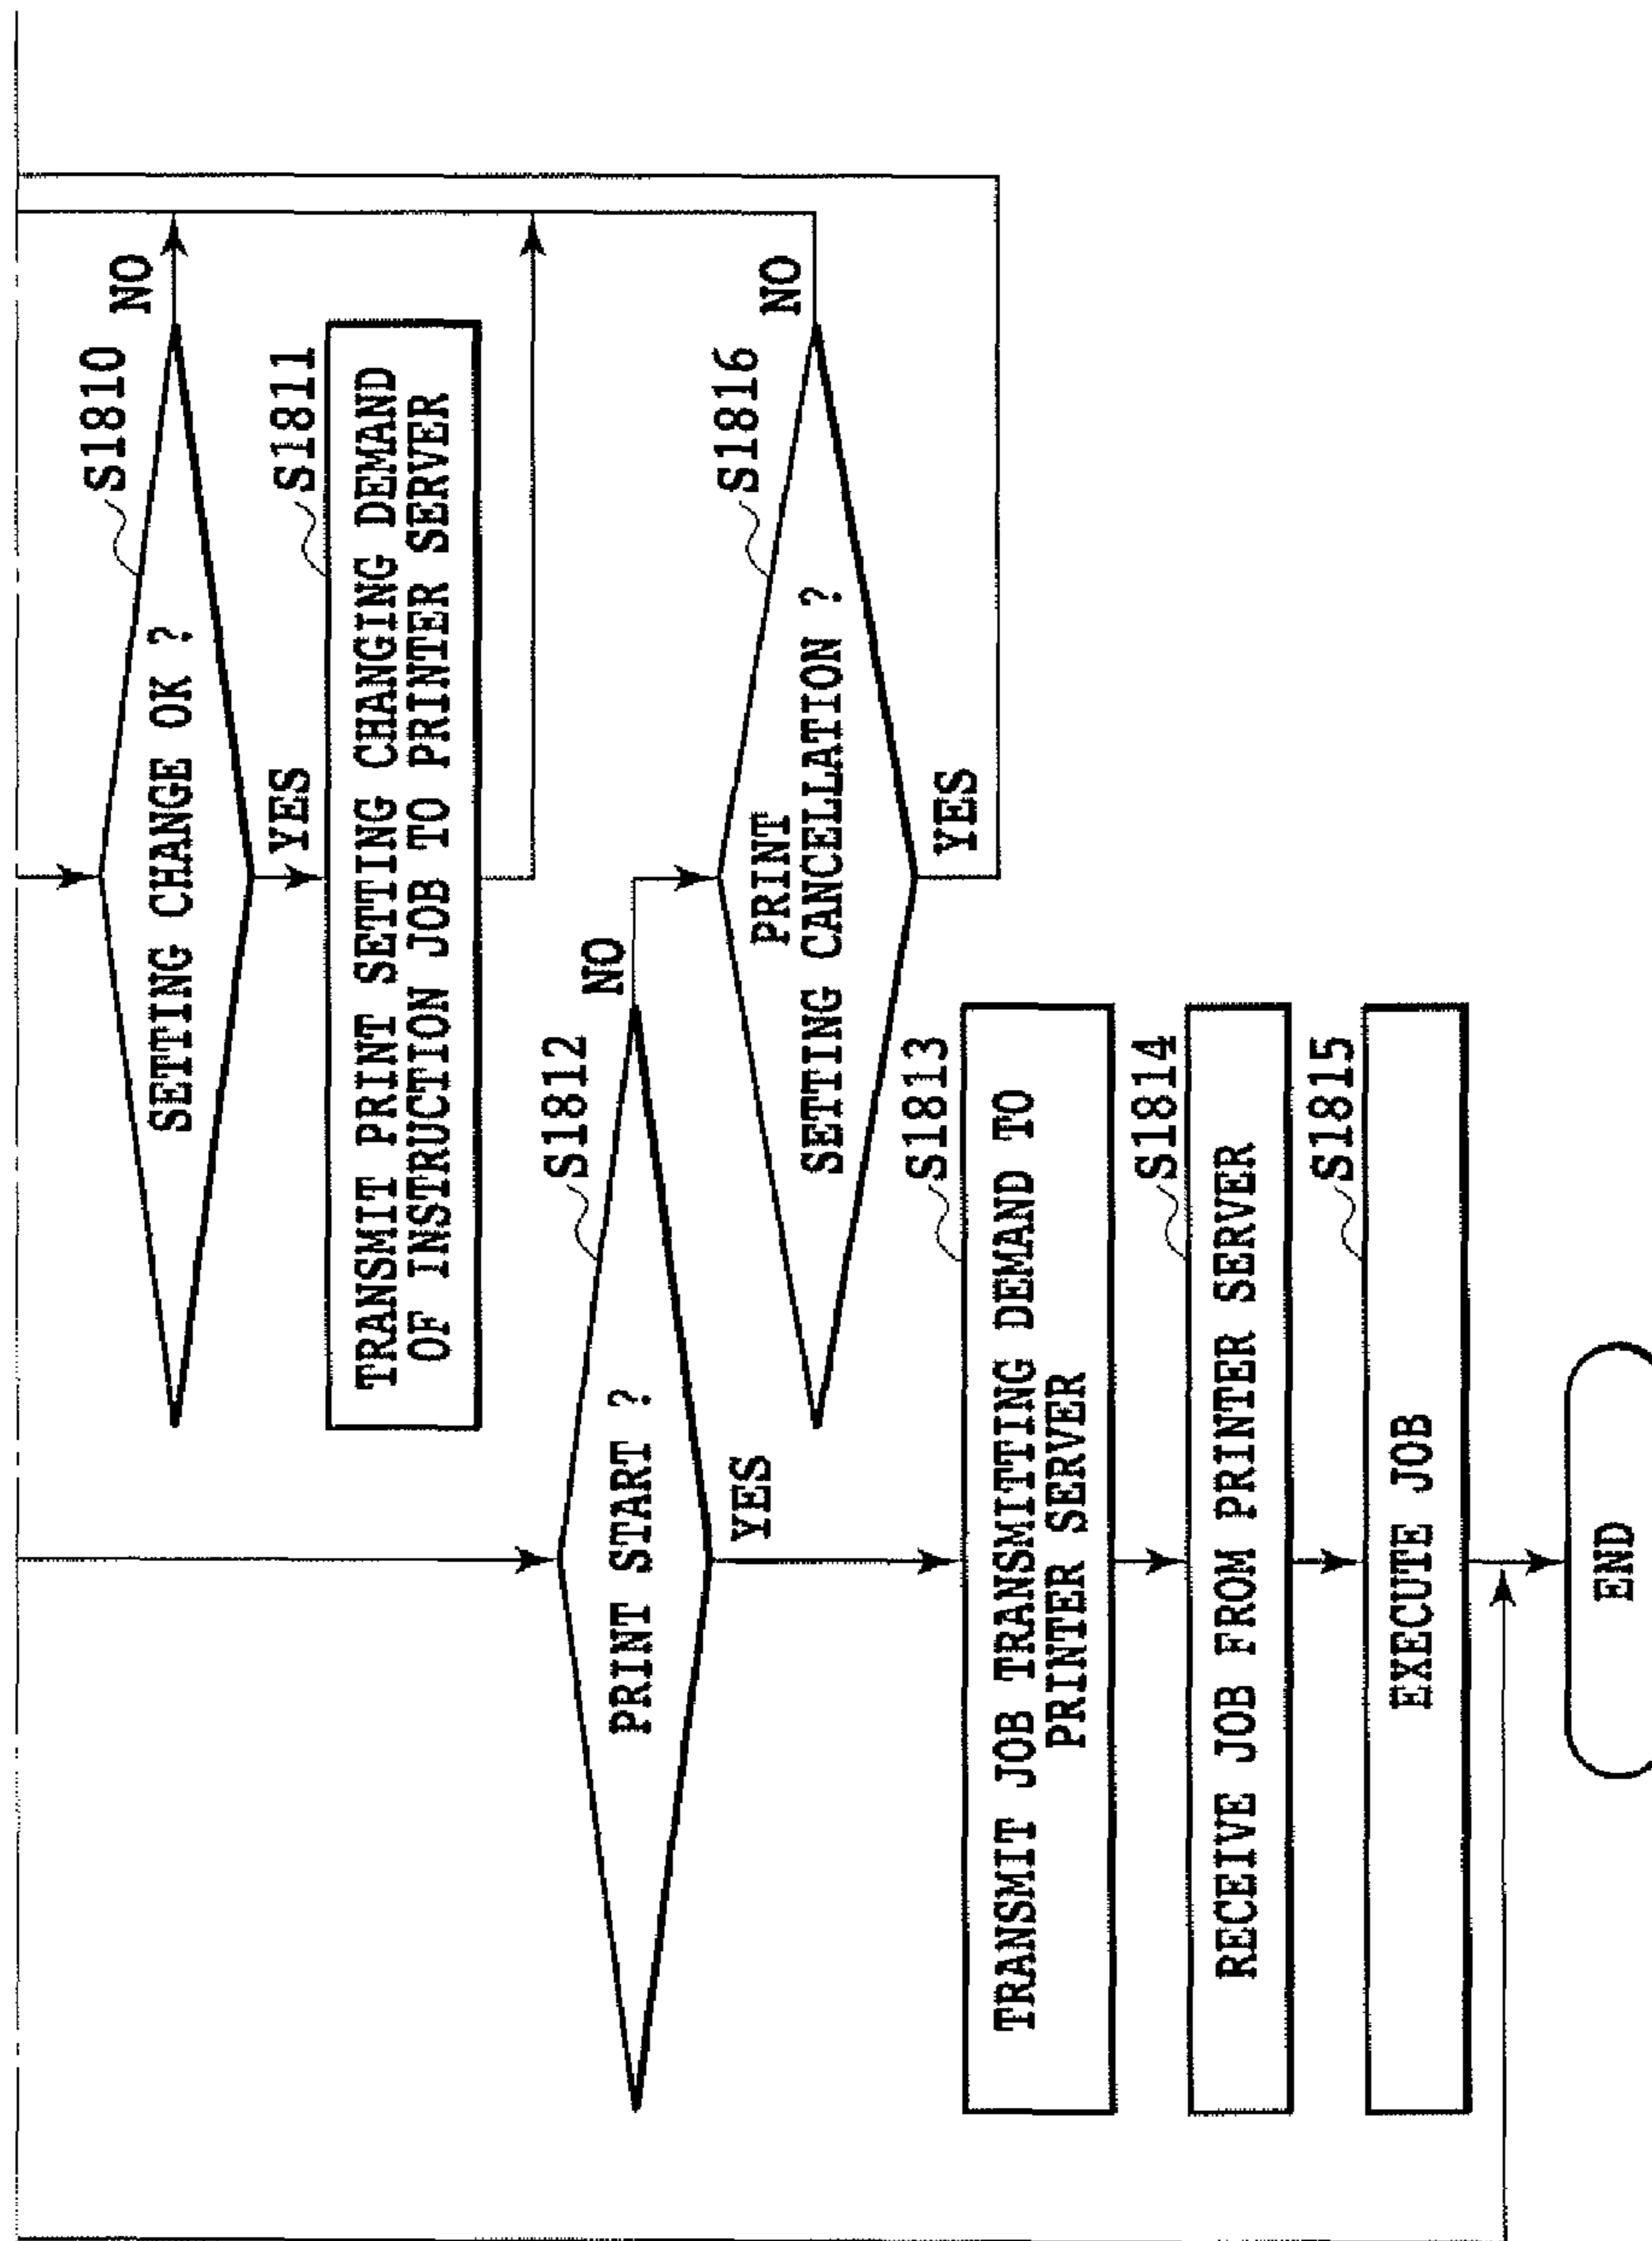 S1810
SETTING CHANGE OK ?
NO
YES
S1811
TRANSMIT PRINT SETTING CHANGING DEMAND
OF INSTRUCTION JOB TO PRINTER SERVER
S1812
PRINT START ?
NO
YES
S1816
PRINT
SETTING CANCELLATION ?
NO
YES
S1813
TRANSMIT JOB TRANSMITTING DEMAND TO
PRINTER SERVER
S1814
RECEIVE JOB FROM PRINTER SERVER
S1815
EXECUTE JOB
END